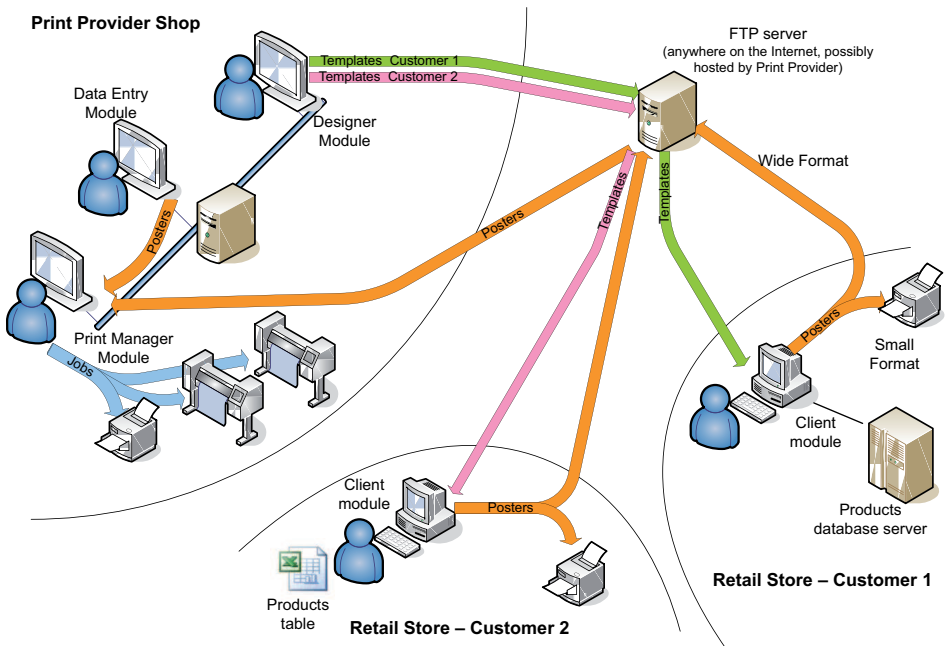 Print Provider Shop
FTP server
(anywhere on the Internet, possibly
hosted by Print Provider)
Templates Customer 1
Templates Customer 2
Data Entry
Module
Designer
Module
Wide Format
Templates
Templates
Posters
Posters
Print Manager
Module
Jobs
Posters
Small
Format
Client
module
Products
database server
Client
module
Posters
Products
table
Retail Store – Customer 1
Retail Store – Customer 2